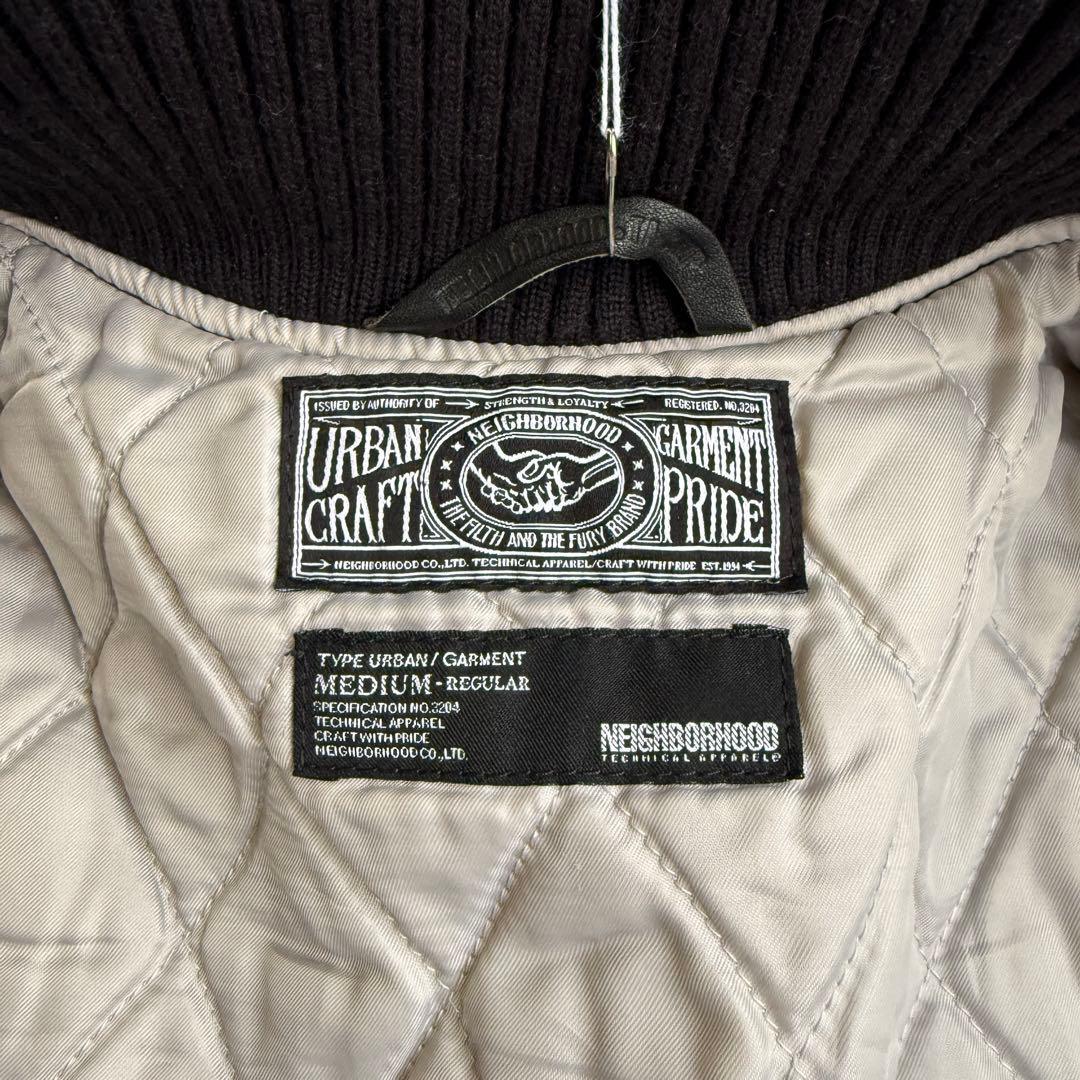 NEIGHBORHOOD
ISSUED BY AUTHORITY OF
STRENGTH & LOYALTY
REGISTERED. NO.3204
URBAN
CRAFT
NEIGHBORHOOD
THE FILTH AND THE FURY BRAND
GARMENT
PRIDE
NEIGHBORHOOD CO.,LTD. TECHNICAL APPAREL/CRAFT WITH PRIDE EST.1994
TYPE URBAN / GARMENT
MEDIUM - REGULAR
SPECIFICATION NO.3204
TECHNICAL APPAREL
CRAFT WITH PRIDE
NEIGHBORHOOD CO.,LTD.
NEIGHBORHOOD
TECHNICAL APPAREL